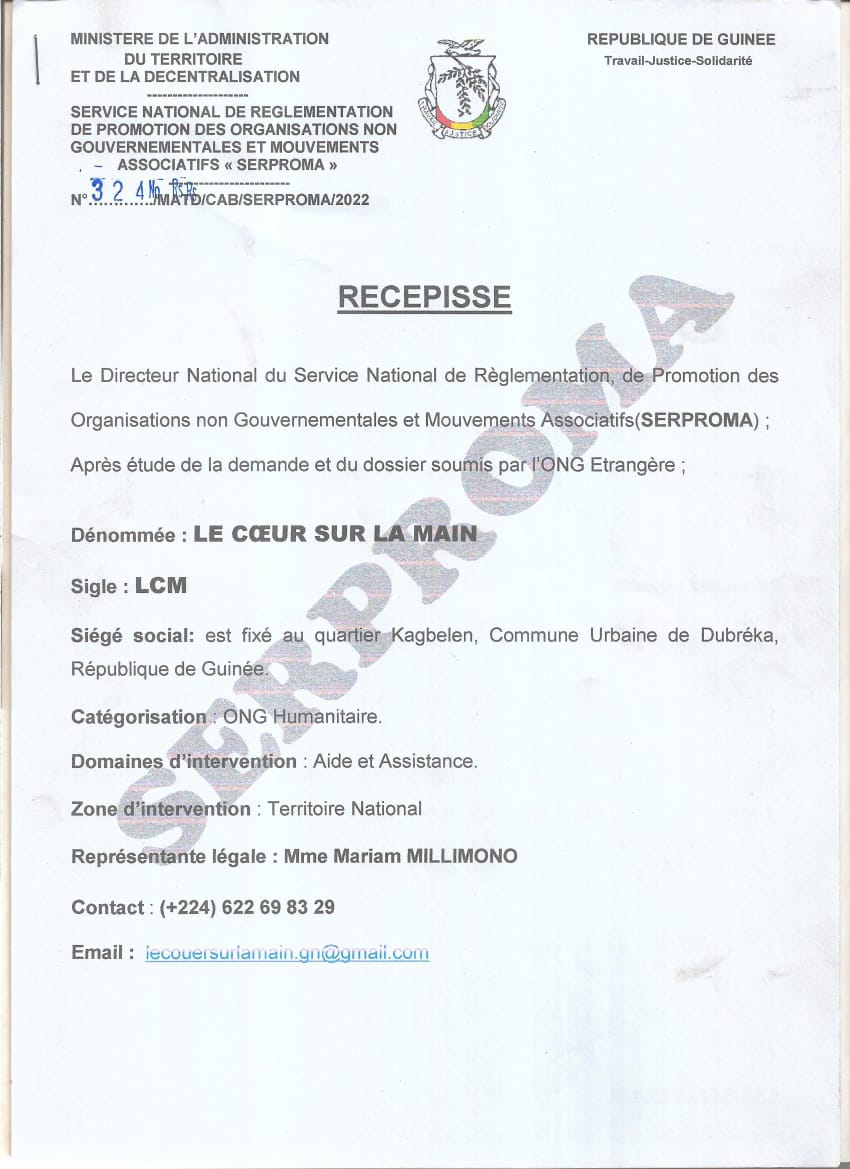 MINISTERE DE L'ADMINISTRATION
DU TERRITOIRE
ET DE LA DECENTRALISATION
--------------------
SERVICE NATIONAL DE REGLEMENTATION
DE PROMOTION DES ORGANISATIONS NON
GOUVERNEMENTALES ET MOUVEMENTS
ASSOCIATIFS « SERPROMA »
N° 324 /MATD/CAB/SERPROMA/2022
REPUBLIQUE DE GUINEE
Travail-Justice-Solidarité
JUSTICE
RECEPISSE
Le Directeur National du Service National de Règlementation, de Promotion des
Organisations non Gouvernementales et Mouvements Associatifs(SERPROMA) ;
Après étude de la demande et du dossier soumis par l'ONG Etrangère ;
Dénommée : LE CŒUR SUR LA MAIN
Sigle : LCM
Siégé social: est fixé au quartier Kagbelen, Commune Urbaine de Dubréka,
République de Guinée.
Catégorisation : ONG Humanitaire.
Domaines d'intervention : Aide et Assistance.
Zone d'intervention : Territoire National
Représentante légale : Mme Mariam MILLIMONO
Contact : (+224) 622 69 83 29
Email : lecouersurlamain.gn@gmail.com
SERPROMA